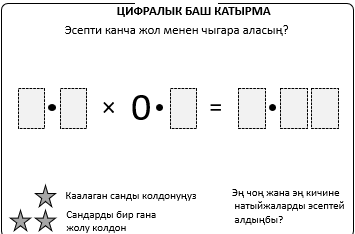 ЦИФРАЛЫК БАШ КАТЫРМА
Эсепти канча жол менен чыгара аласың?
• × 0• = •
Каалаган санды колдонуңуз
Сандарды бир гана
жолу колдон
Эң чоң жана эң кичине
натыйжаларды эсептей
алдыңбы?